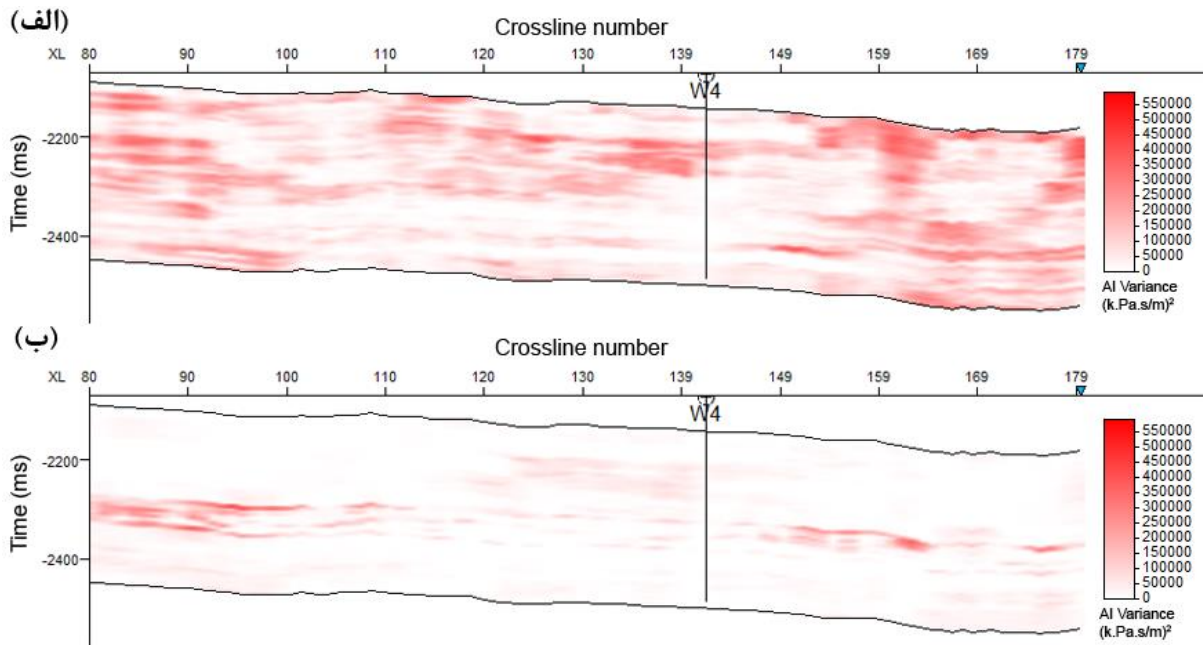 (الف)
Crossline number
XL 80 90 100 110 120 130 139 149 159 169 179
W4
Time (ms)
-2200
-2400
550000
500000
450000
400000
350000
300000
250000
200000
150000
100000
50000
0
AI Variance
(k.Pa.s/m)²
(ب)
Crossline number
XL 80 90 100 110 120 130 139 149 159 169 179
W4
Time (ms)
-2200
-2400
550000
500000
450000
400000
350000
300000
250000
200000
150000
100000
50000
0
AI Variance
(k.Pa.s/m)²